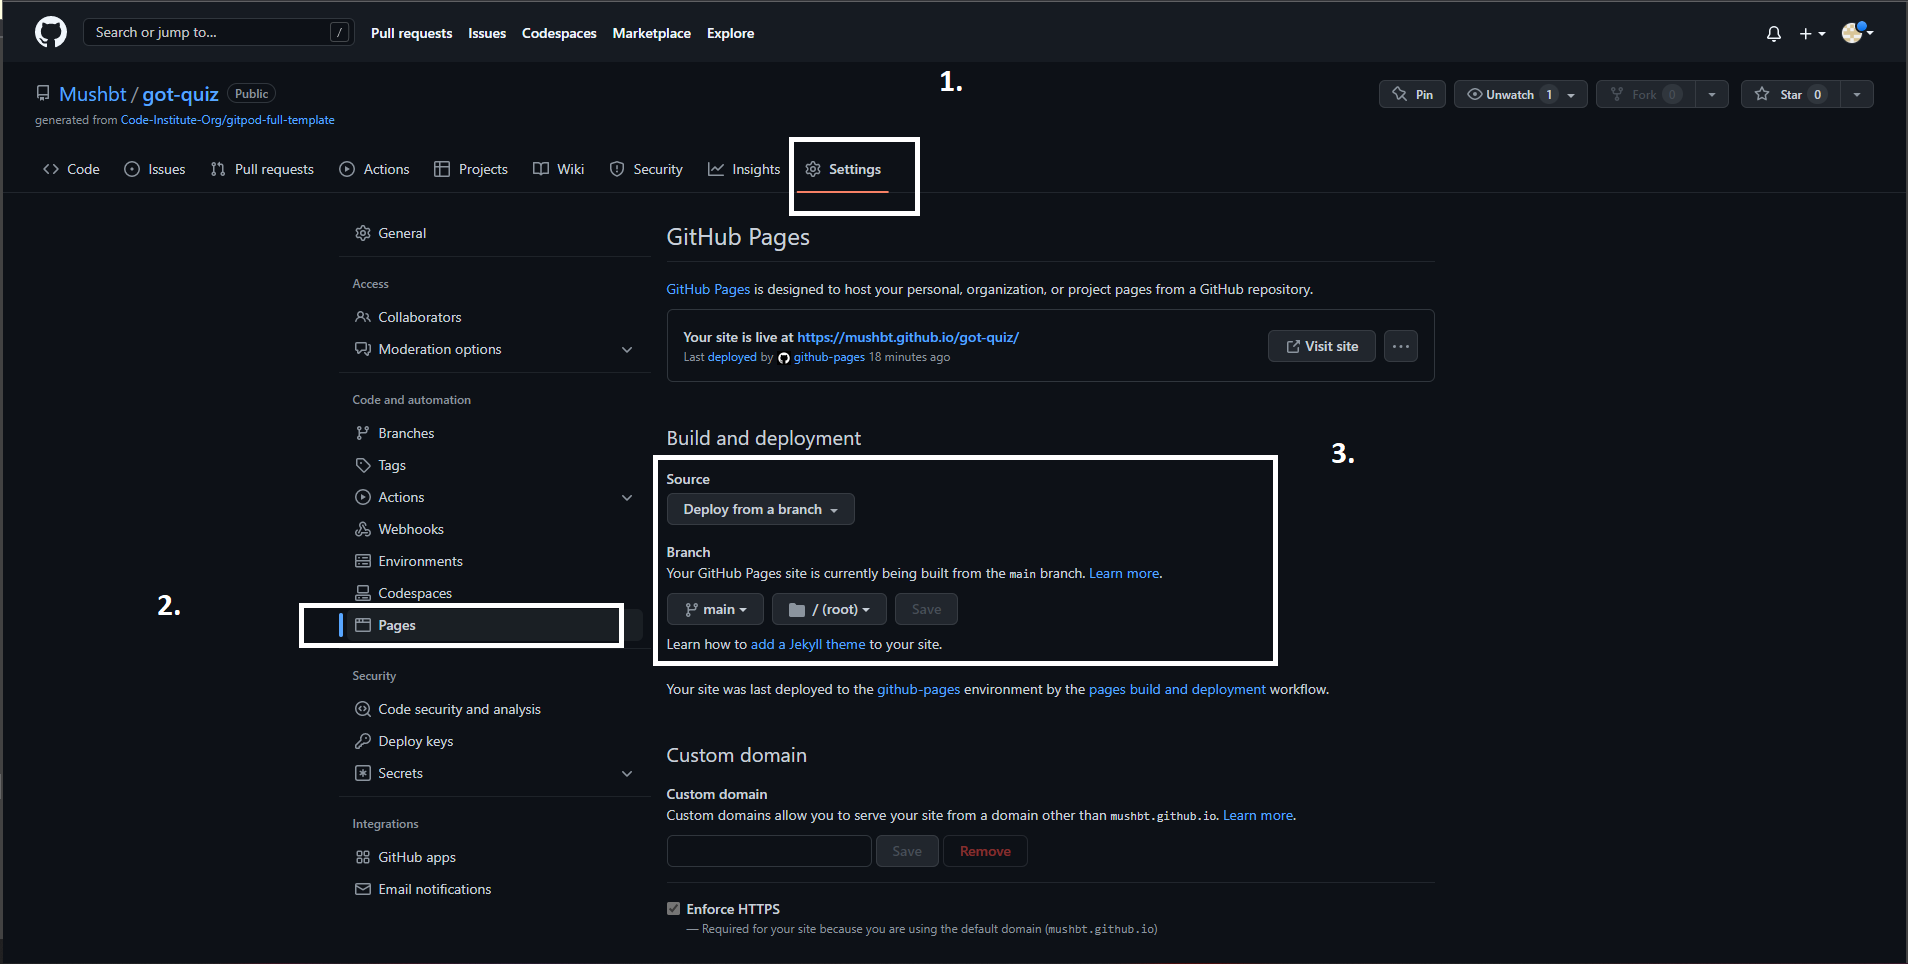 Search or jump to... /
Pull requests Issues Codespaces Marketplace Explore
1.
Mushbt / got-quiz Public
generated from Code-Institute-Org/gitpod-full-template
Pin
Unwatch 1
Fork 0
Star 0
Code Issues Pull requests Actions Projects Wiki Security Insights Settings
General
Access
Collaborators
Moderation options
Code and automation
Branches
Tags
Actions
Webhooks
Environments
Codespaces
2.
Pages
Security
Code security and analysis
Deploy keys
Secrets
Integrations
GitHub apps
Email notifications
GitHub Pages
GitHub Pages is designed to host your personal, organization, or project pages from a GitHub repository.
Your site is live at https://mushbt.github.io/got-quiz/
Last deployed by github-pages 18 minutes ago
Visit site
Build and deployment
3.
Source
Deploy from a branch
Branch
Your GitHub Pages site is currently being built from the main branch. Learn more.
main / (root) Save
Learn how to add a Jekyll theme to your site.
Your site was last deployed to the github-pages environment by the pages build and deployment workflow.
Custom domain
Custom domain
Custom domains allow you to serve your site from a domain other than mushbt.github.io. Learn more.
Save Remove
Enforce HTTPS
— Required for your site because you are using the default domain (mushbt.github.io)